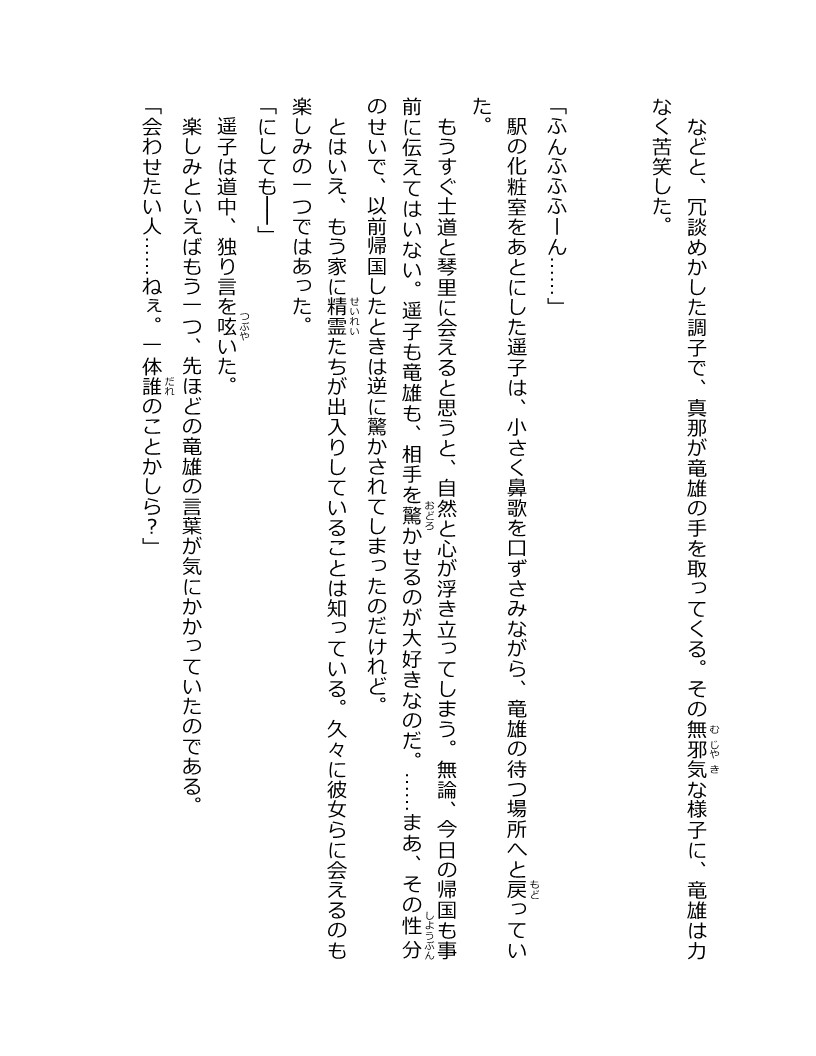 などと、冗談めかした調子で、真那が竜雄の手を取ってくる。その無邪気な様子に、竜雄は力
なく苦笑した。
「ふんふふふーん……」
　駅の化粧室をあとにした遥子は、小さく鼻歌を口ずさみながら、竜雄の待つ場所へと戻ってい
た。
　もうすぐ士道と琴里に会えると思うと、自然と心が浮き立ってしまう。無論、今日の帰国も事
前に伝えてはいない。遥子も竜雄も、相手を驚かせるのが大好きなのだ。……まあ、その性分
のせいで、以前帰国したときは逆に驚かされてしまったのだけれど。
　とはいえ、もう家に精霊たちが出入りしていることは知っている。久々に彼女らに会えるのも
楽しみの一つではあった。
「にしても――」
　遥子は道中、独り言を呟いた。
　楽しみといえばもう一つ、先ほどの竜雄の言葉が気にかかっていたのである。
「会わせたい人……ねぇ。一体誰のことかしら？」